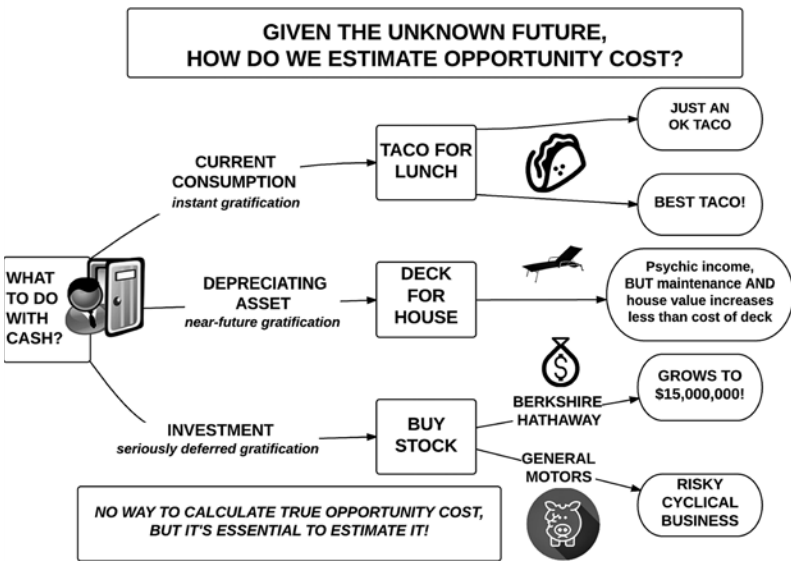 GIVEN THE UNKNOWN FUTURE,
HOW DO WE ESTIMATE OPPORTUNITY COST?
WHAT
TO DO
WITH
CASH?
CURRENT
CONSUMPTION
instant gratification
TACO FOR
LUNCH
JUST AN
OK TACO
BEST TACO!
DEPRECIATING
ASSET
near-future gratification
DECK
FOR
HOUSE
Psychic income,
BUT maintenance AND
house value increases
less than cost of deck
INVESTMENT
seriously deferred gratification
BUY
STOCK
$
BERKSHIRE
HATHAWAY
GROWS TO
$15,000,000!
GENERAL
MOTORS
RISKY
CYCLICAL
BUSINESS
NO WAY TO CALCULATE TRUE OPPORTUNITY COST,
BUT IT'S ESSENTIAL TO ESTIMATE IT!